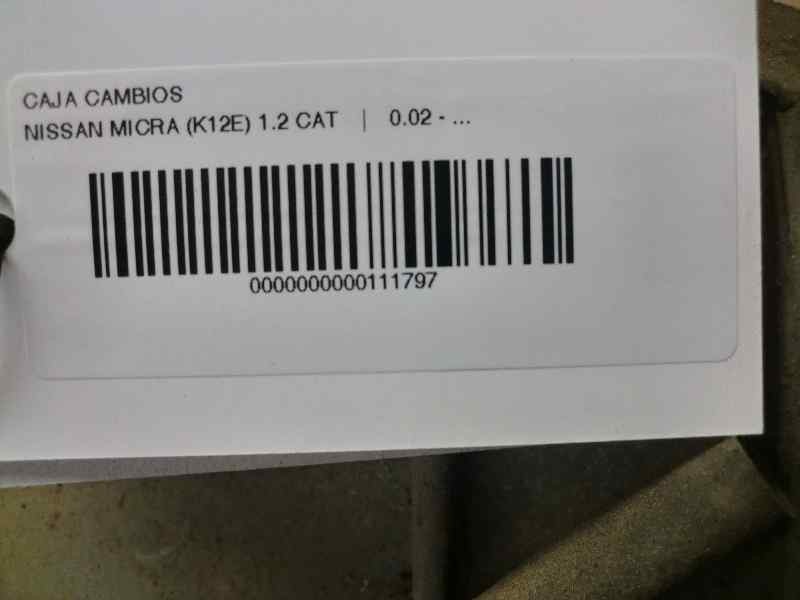 CAJA CAMBIOS
NISSAN MICRA (K12E) 1.2 CAT | 0.02 - ...
0000000000111797